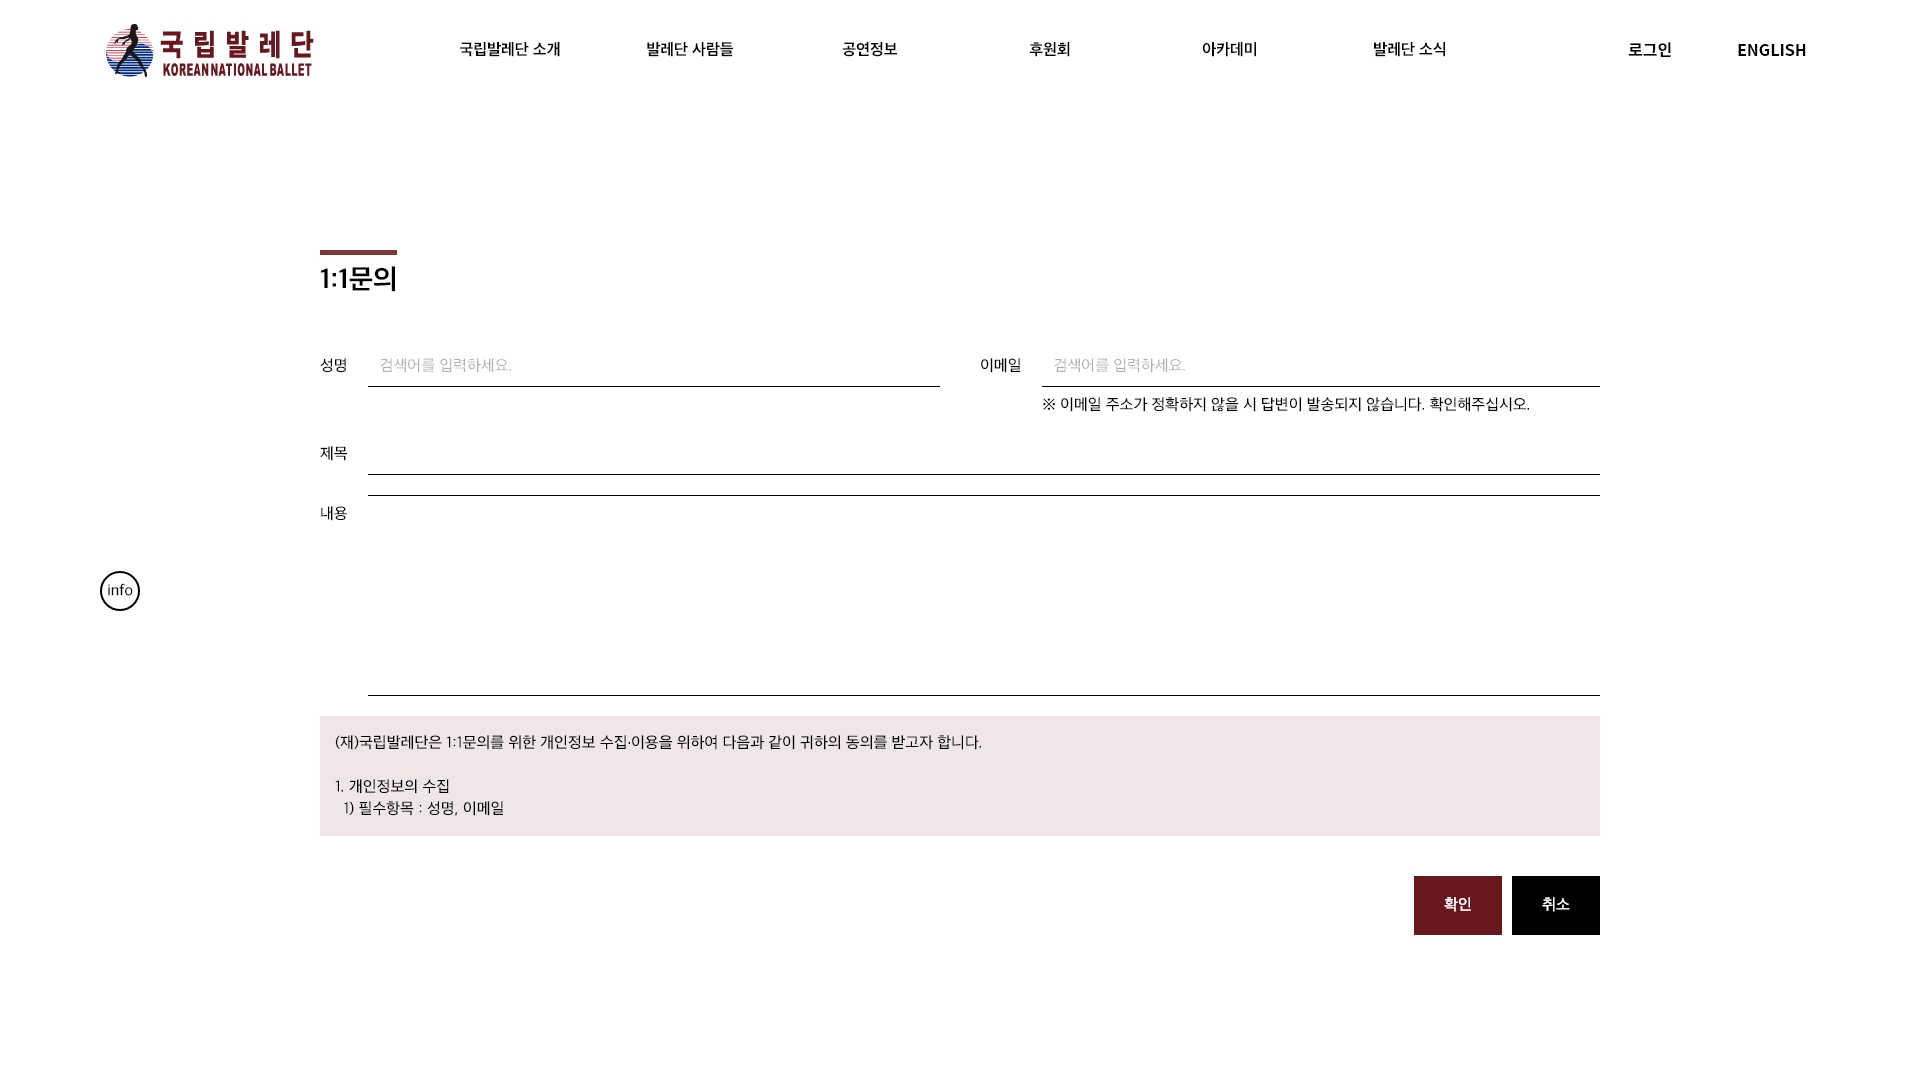 국립발레단
KOREAN NATIONAL BALLET
국립발레단 소개
발레단 사람들
공연정보
후원회
아카데미
발레단 소식
로그인
ENGLISH
1:1문의
성명
검색어를 입력하세요.
이메일
검색어를 입력하세요.
※ 이메일 주소가 정확하지 않을 시 답변이 발송되지 않습니다. 확인해주십시오.
제목
내용
info
(재)국립발레단은 1:1문의를 위한 개인정보 수집·이용을 위하여 다음과 같이 귀하의 동의를 받고자 합니다.
1. 개인정보의 수집
1) 필수항목 : 성명, 이메일
확인
취소